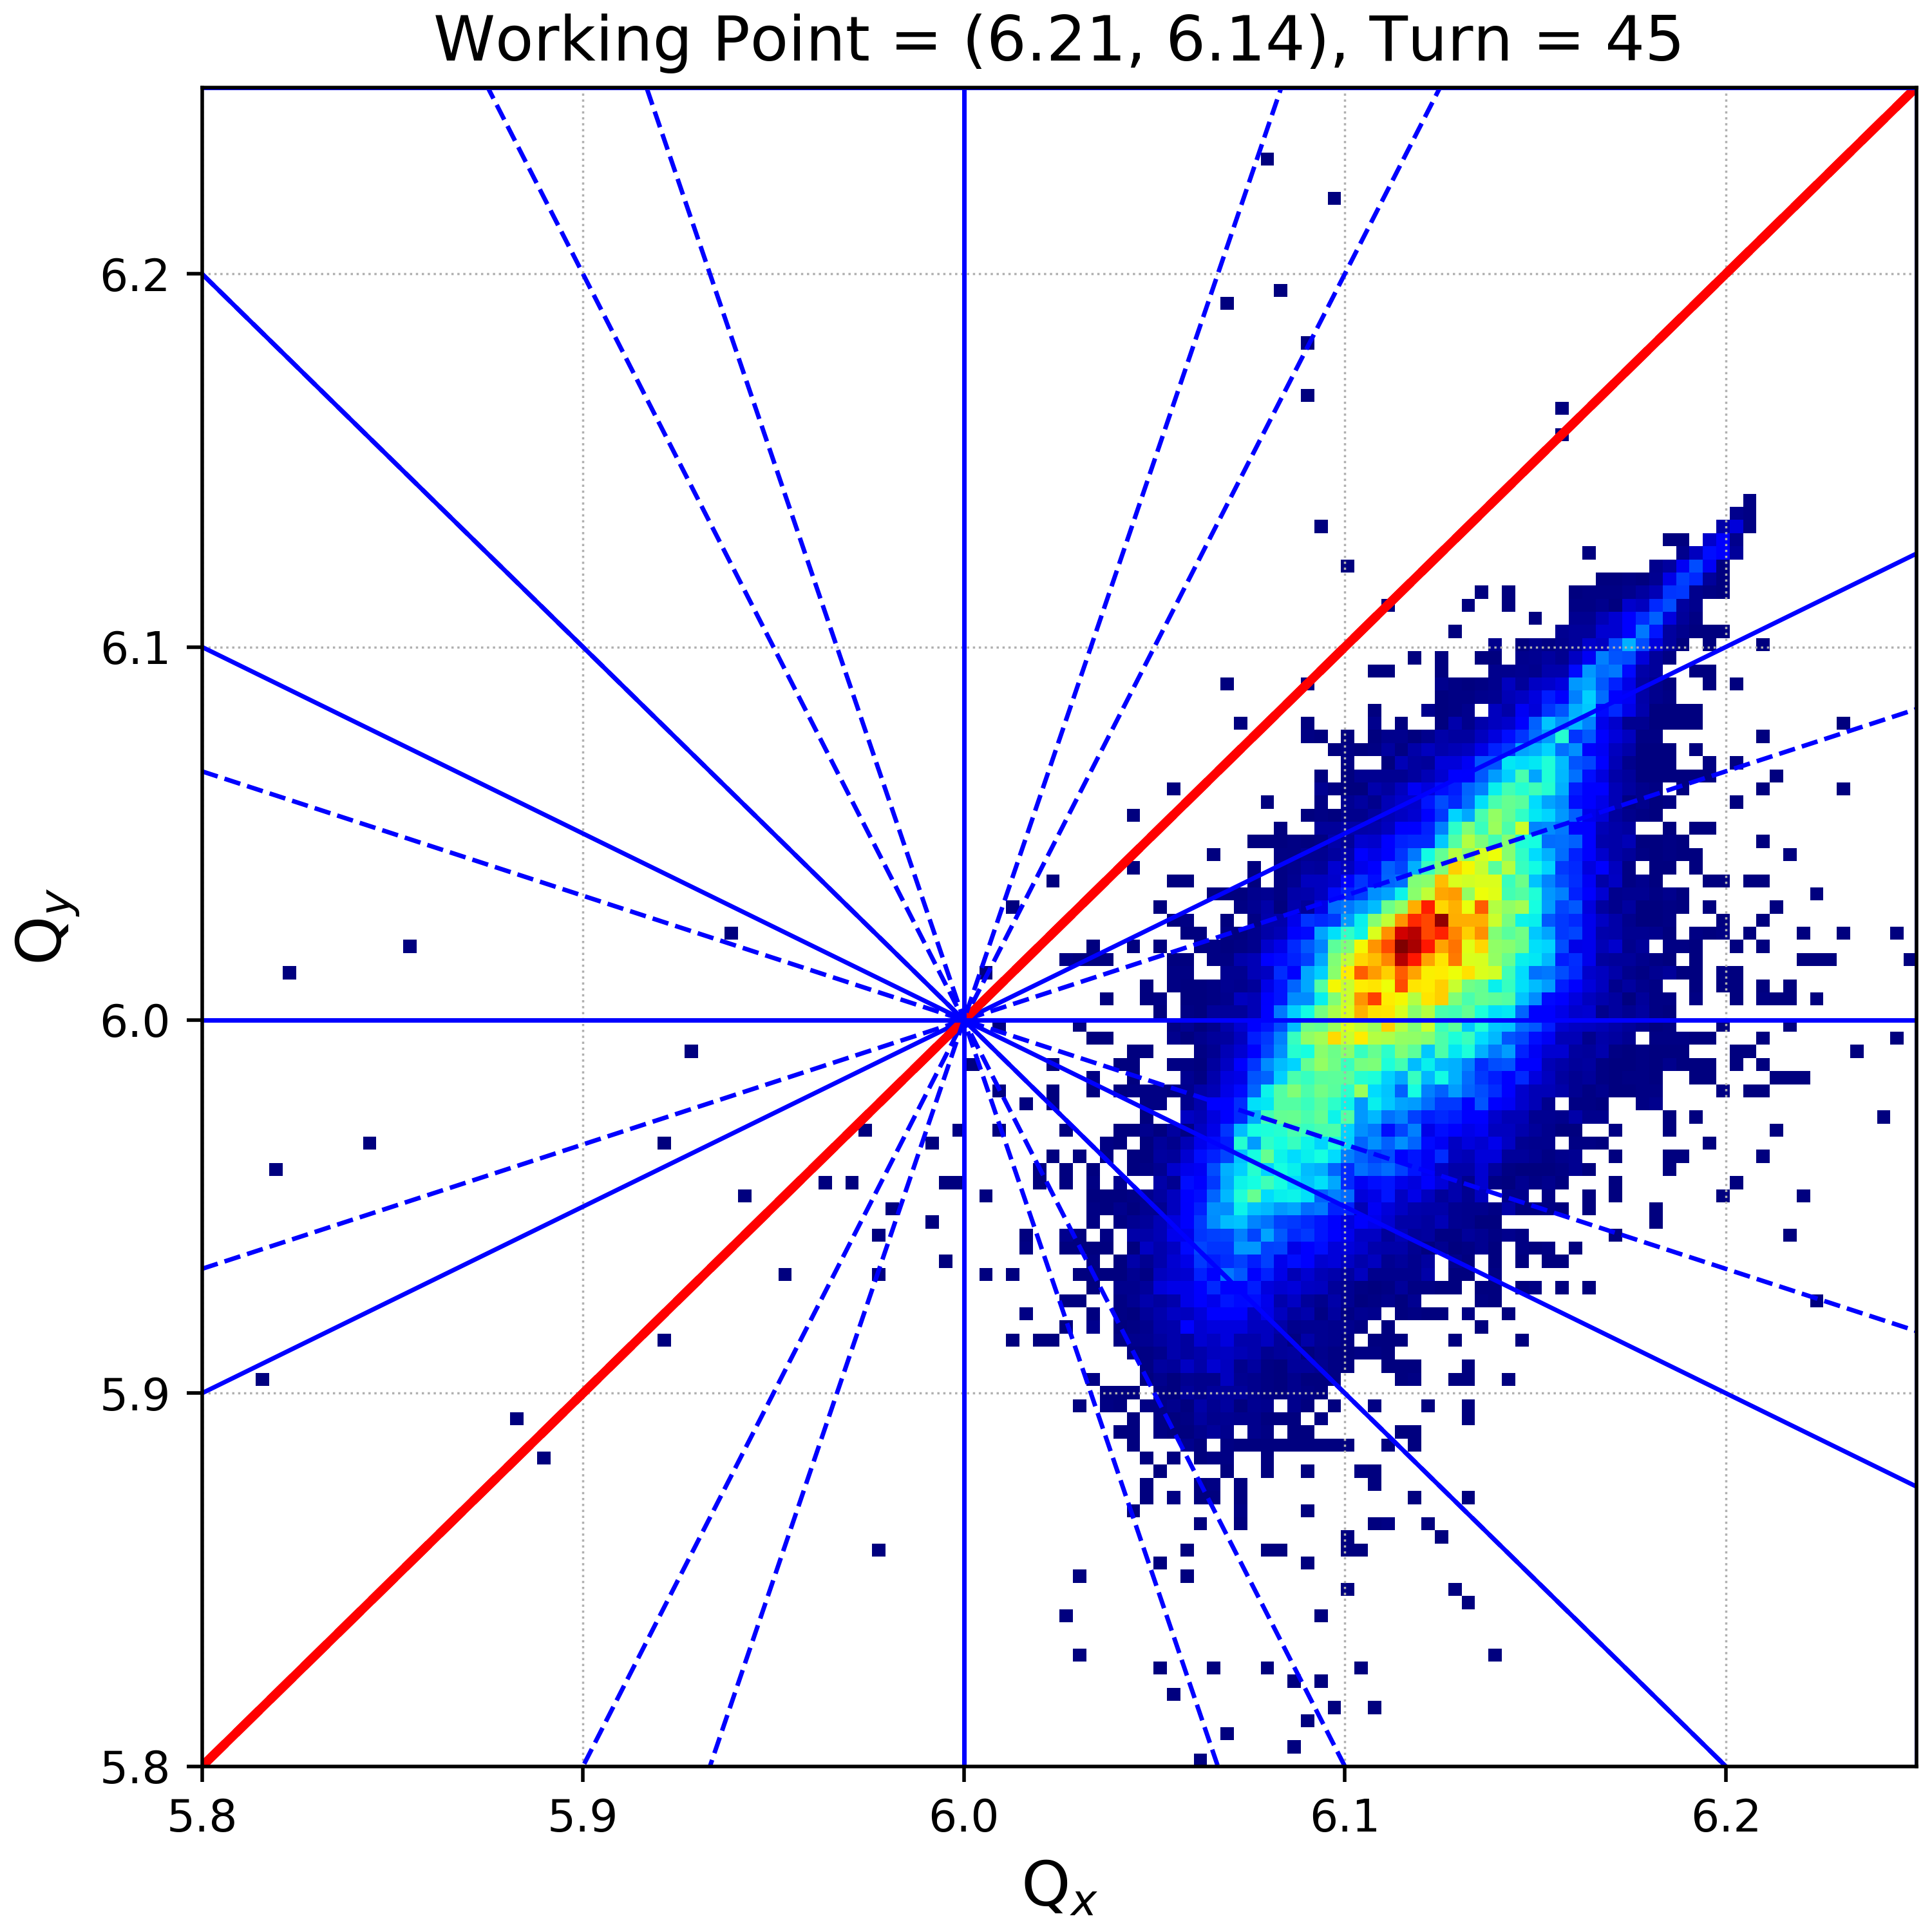 Working Point = (6.21, 6.14), Turn = 45
6.2
6.1
6.0
5.9
5.8
Qy
5.8 5.9 6.0 6.1 6.2
Qx